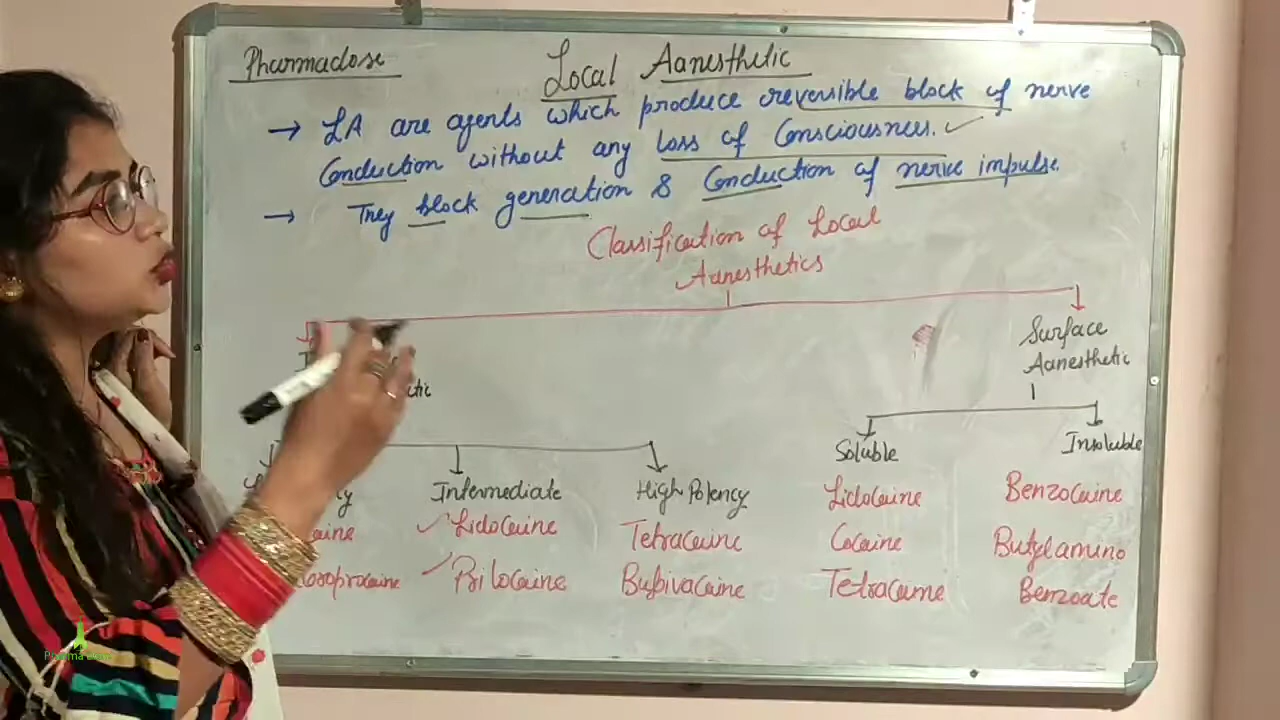 Pharmadose
Local Aanesthetic
→ LA are agents which produce reversible block of nerve
Conduction without any loss of Consciousness.
→ They block generation & Conduction of nerve impulse.
Classification of Local
Aanesthetics
Surface
Aanesthetic
Soluble
Insoluble
Intermediate
High Potency
Lidocaine
Prilocaine
Tetracaine
Bupivacaine
Lidocaine
Cocaine
Tetracaine
Benzocaine
Butylamino
Benzoate